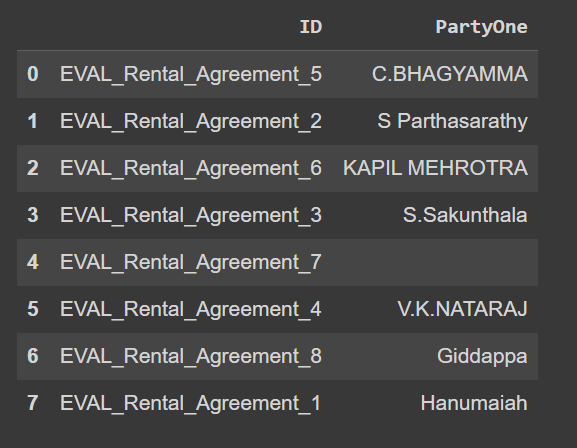 ID PartyOne
0 EVAL_Rental_Agreement_5 C.BHAGYAMMA
1 EVAL_Rental_Agreement_2 S Parthasarathy
2 EVAL_Rental_Agreement_6 KAPIL MEHROTRA
3 EVAL_Rental_Agreement_3 S.Sakunthala
4 EVAL_Rental_Agreement_7
5 EVAL_Rental_Agreement_4 V.K.NATARAJ
6 EVAL_Rental_Agreement_8 Giddappa
7 EVAL_Rental_Agreement_1 Hanumaiah